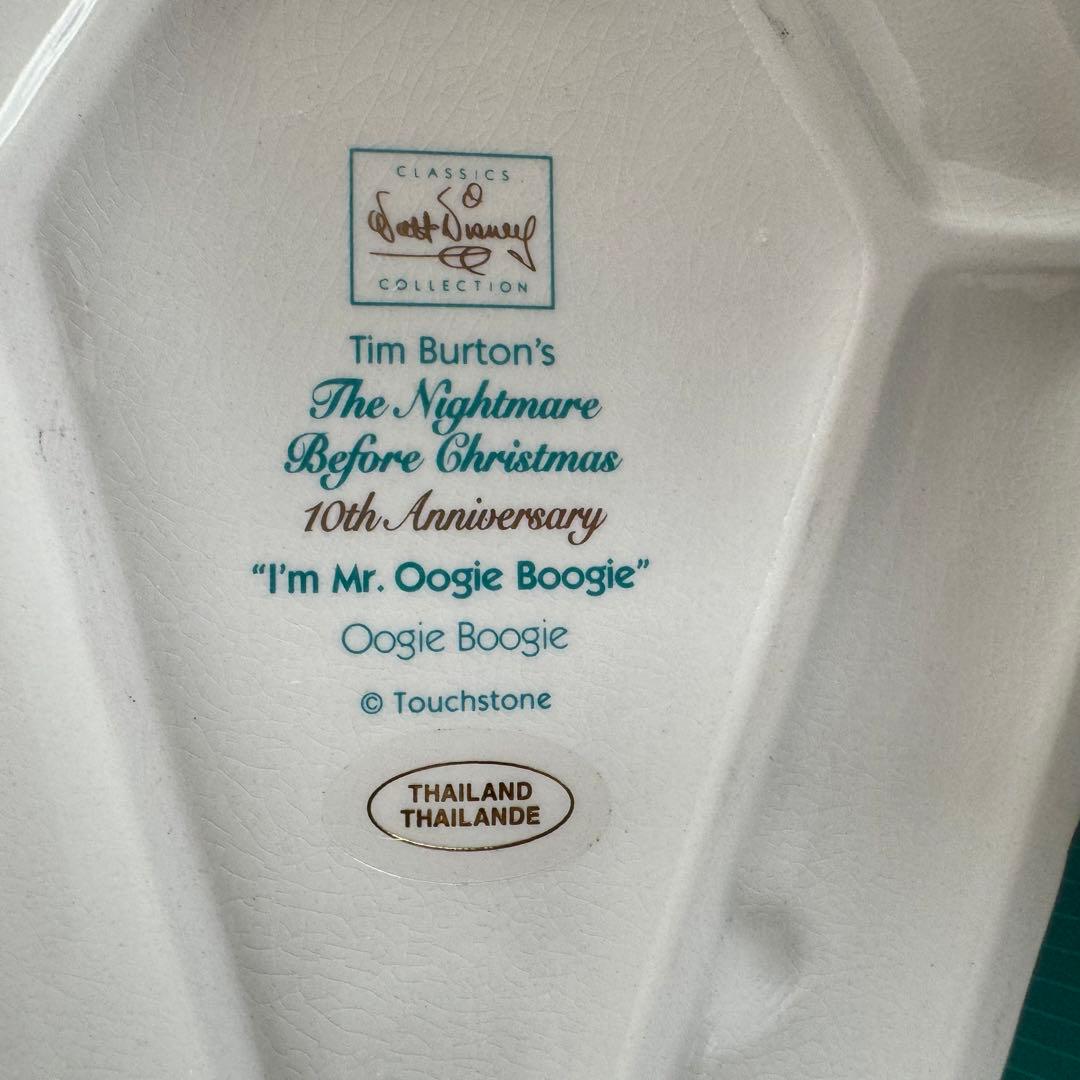 CLASSICS
Walt Disney
COLLECTION
Tim Burton's
The Nightmare
Before Christmas
10th Anniversary
“I'm Mr. Oogie Boogie”
Oogie Boogie
© Touchstone
THAILAND
THAILANDE